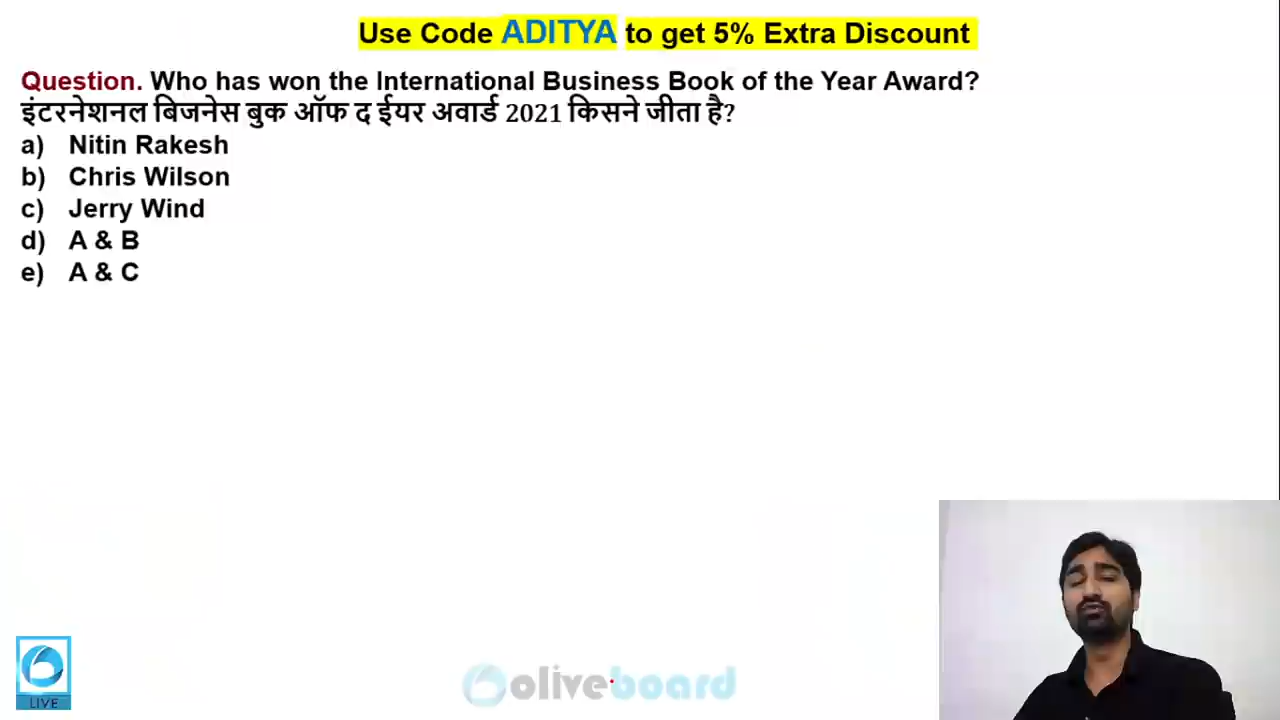 Use Code ADITYA to get 5% Extra Discount
Question. Who has won the International Business Book of the Year Award?
इंटरनेशनल बिजनेस बुक ऑफ द ईयर अवार्ड 2021 किसने जीता है?
a) Nitin Rakesh
b) Chris Wilson
c) Jerry Wind
d) A & B
e) A & C
LIVE
oliveboard